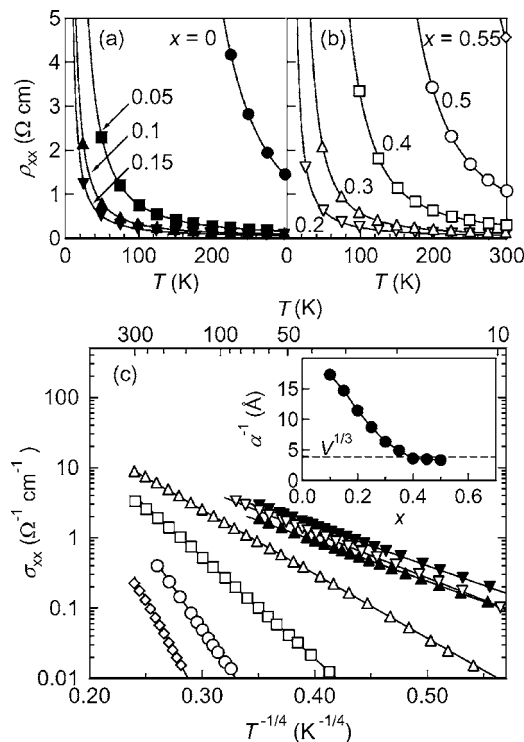 (a) x = 0
(b) x = 0.55
5
4
3
2
1
0
ρxx (Ω cm)
0.05
0.1
0.15
0.5
0.4
0.3
0.2
100 200 0 100 200 300
T (K) T (K)
T (K)
300 100 50 10
(c)
100
10
1
0.1
0.01
σxx (Ω⁻¹ cm⁻¹)
α⁻¹ (Å)
15
10
5
0
V^1/3
0.0 0.2 0.4 0.6
x
0.20 0.30 0.40 0.50
T^-1/4 (K^-1/4)